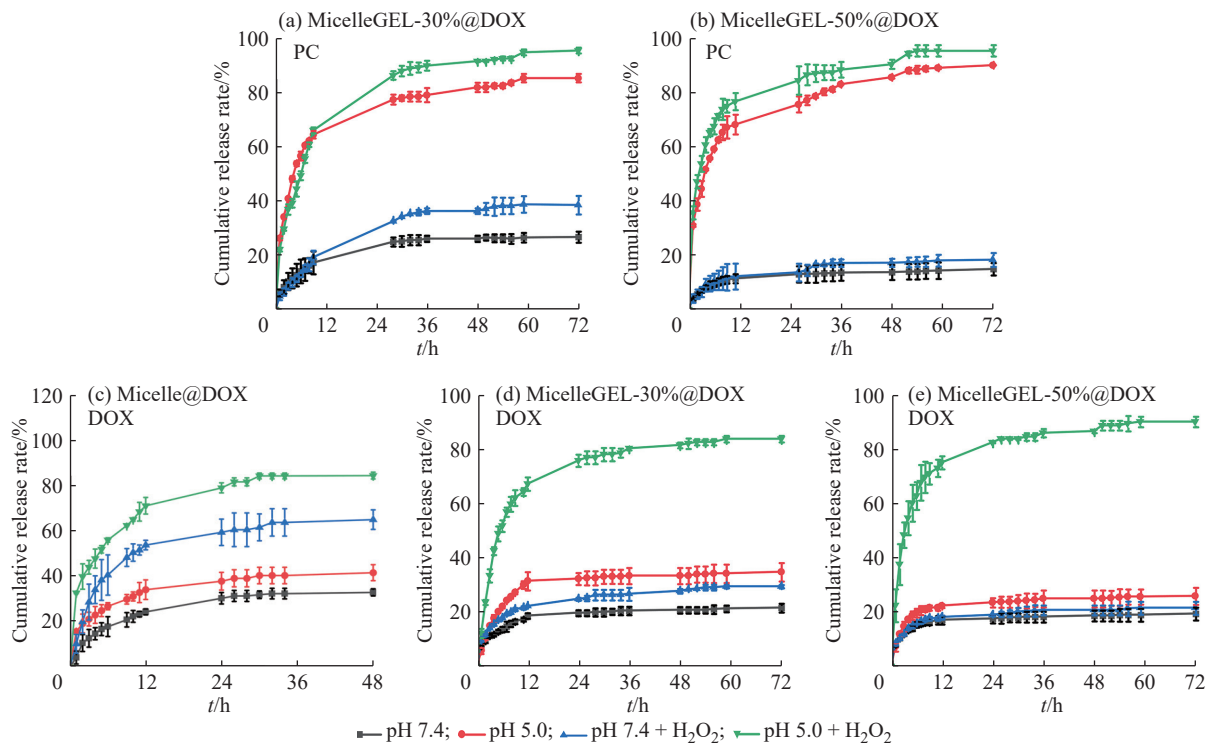 (a) MicelleGEL-30%@DOX
PC
Cumulative release rate/%
100
80
60
40
20
0
12
24
36
48
60
72
t/h
(b) MicelleGEL-50%@DOX
PC
Cumulative release rate/%
100
80
60
40
20
0
12
24
36
48
60
72
t/h
(c) Micelle@DOX
DOX
Cumulative release rate/%
120
100
80
60
40
20
0
12
24
36
48
t/h
(d) MicelleGEL-30%@DOX
DOX
Cumulative release rate/%
100
80
60
40
20
0
12
24
36
48
60
72
t/h
(e) MicelleGEL-50%@DOX
DOX
Cumulative release rate/%
100
80
60
40
20
0
12
24
36
48
60
72
t/h
pH 7.4; pH 5.0; pH 7.4 + H₂O₂; pH 5.0 + H₂O₂